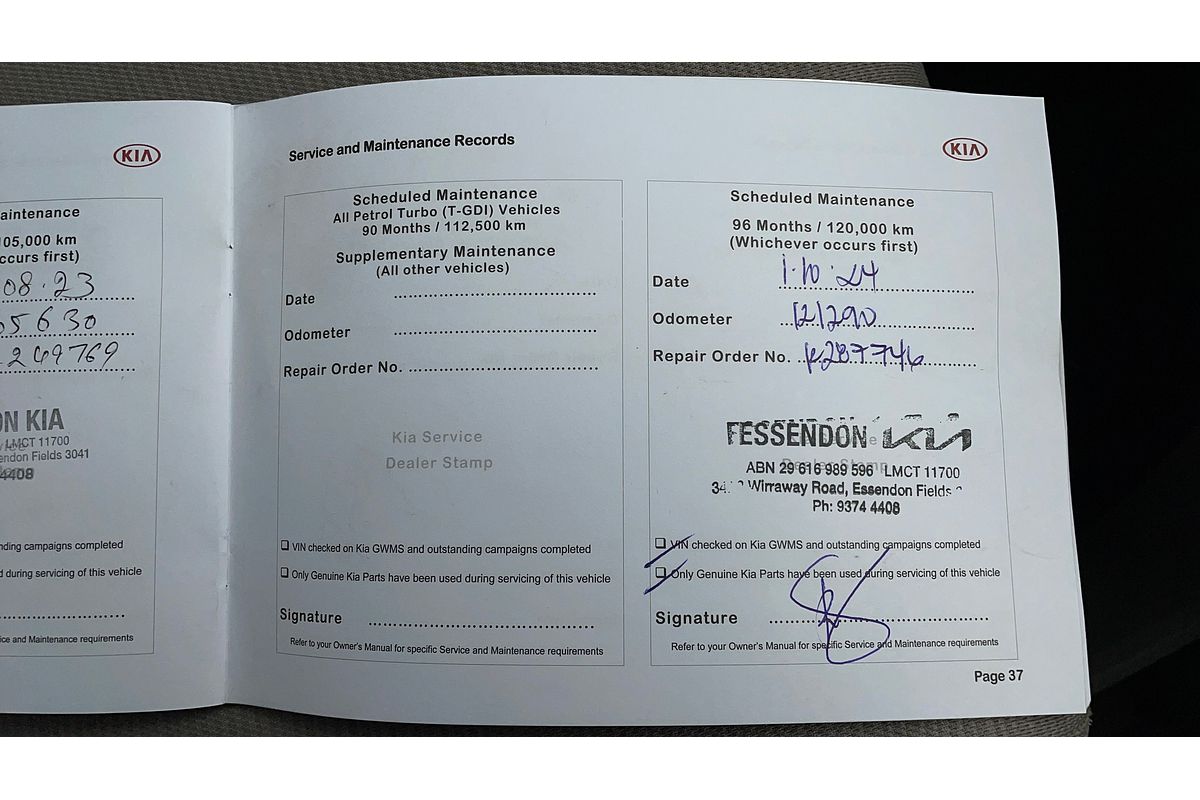 KIA
aintenance
05,000 km
ccurs first)
08.23
05630
249769
ON KIA
LMCT 11700
endon Fields 3041
4408
nding campaigns completed
d during servicing of this vehicle
ice and Maintenance requirements
Service and Maintenance Records
Scheduled Maintenance
All Petrol Turbo (T-GDI) Vehicles
90 Months / 112,500 km
Supplementary Maintenance
(All other vehicles)
Date
Odometer
Repair Order No.
Kia Service
Dealer Stamp
VIN checked on Kia GWMS and outstanding campaigns completed
Only Genuine Kia Parts have been used during servicing of this vehicle
Signature
Refer to your Owner's Manual for specific Service and Maintenance requirements
KIA
Scheduled Maintenance
96 Months / 120,000 km
(Whichever occurs first)
Date 1.10.24
Odometer 121290
Repair Order No. K287746
ESSENDON KIA
Dealer Stamp
ABN 29 616 989 596 LMCT 11700
Wirraway Road, Essendon Fields
Ph: 9374 4408
VIN checked on Kia GWMS and outstanding campaigns completed
Only Genuine Kia Parts have been used during servicing of this vehicle
Signature
Refer to your Owner's Manual for specific Service and Maintenance requirements
Page 37